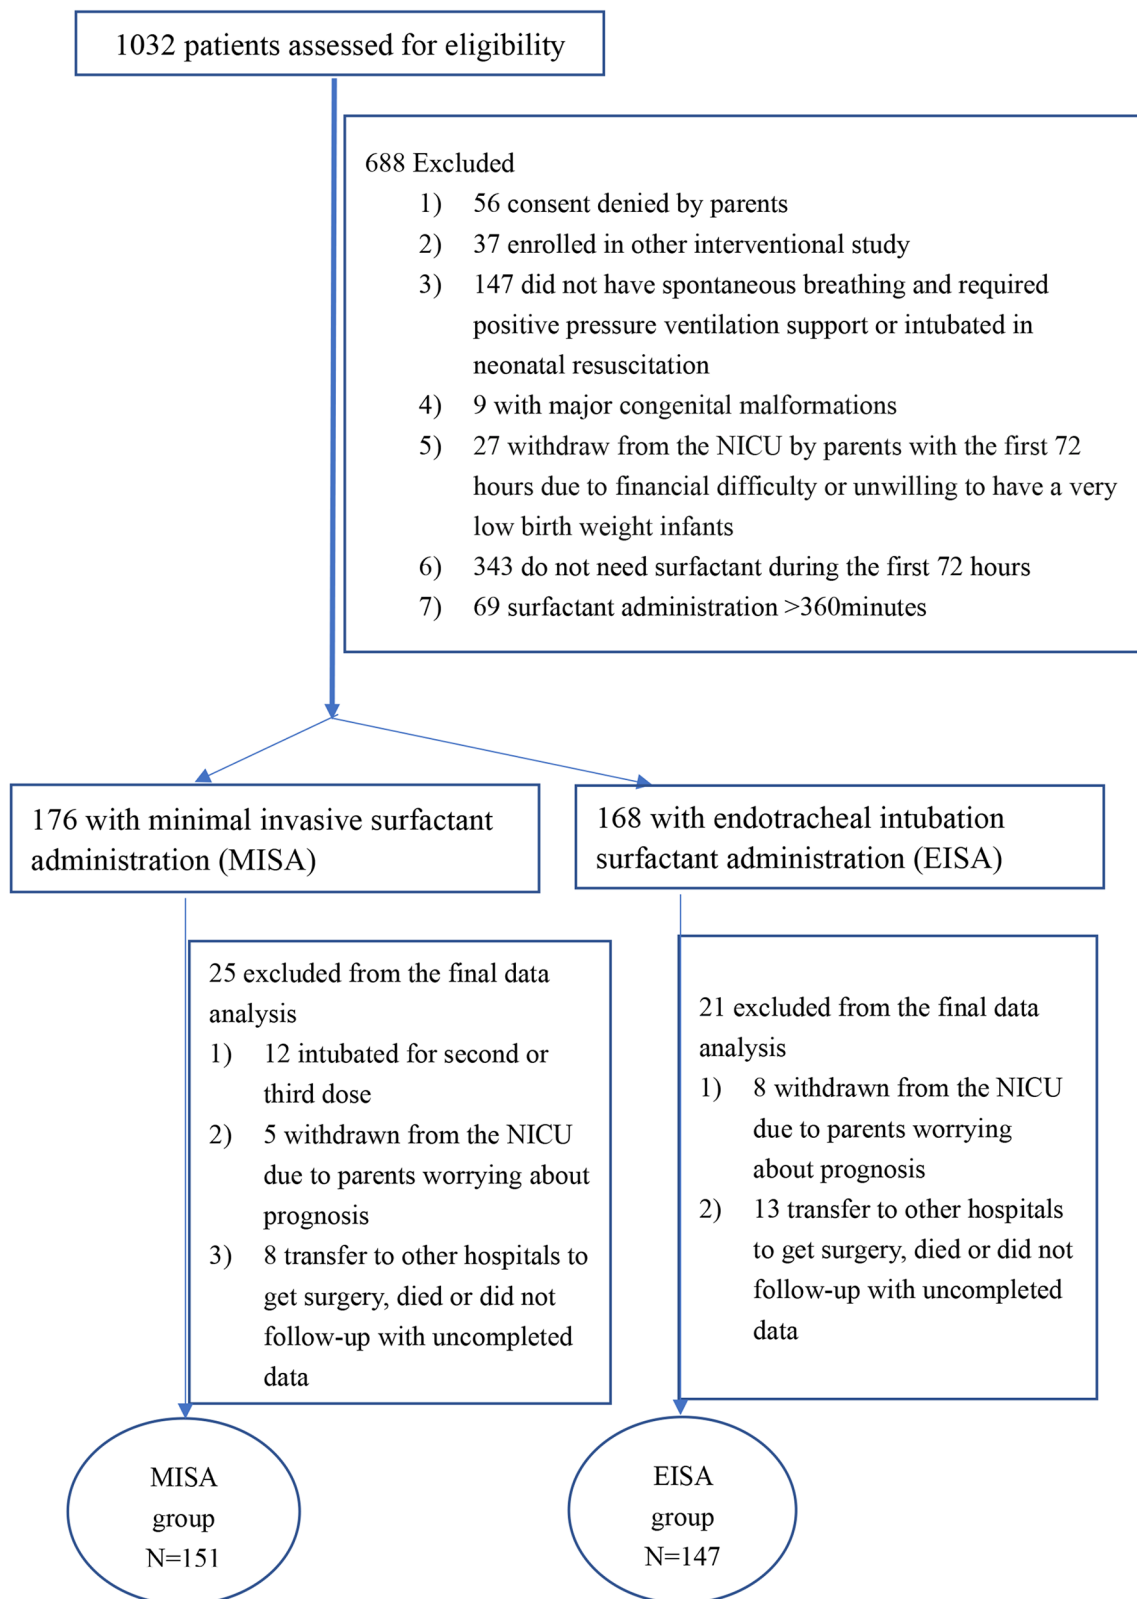 1032 patients assessed for eligibility
688 Excluded
1) 56 consent denied by parents
2) 37 enrolled in other interventional study
3) 147 did not have spontaneous breathing and required
positive pressure ventilation support or intubated in
neonatal resuscitation
4) 9 with major congenital malformations
5) 27 withdraw from the NICU by parents with the first 72
hours due to financial difficulty or unwilling to have a very
low birth weight infants
6) 343 do not need surfactant during the first 72 hours
7) 69 surfactant administration >360minutes
176 with minimal invasive surfactant
administration (MISA)
168 with endotracheal intubation
surfactant administration (EISA)
25 excluded from the final data
analysis
1) 12 intubated for second or
third dose
2) 5 withdrawn from the NICU
due to parents worrying about
prognosis
3) 8 transfer to other hospitals to
get surgery, died or did not
follow-up with uncompleted
data
21 excluded from the final data
analysis
1) 8 withdrawn from the NICU
due to parents worrying
about prognosis
2) 13 transfer to other hospitals
to get surgery, died or did not
follow-up with uncompleted
data
MISA
group
N=151
EISA
group
N=147